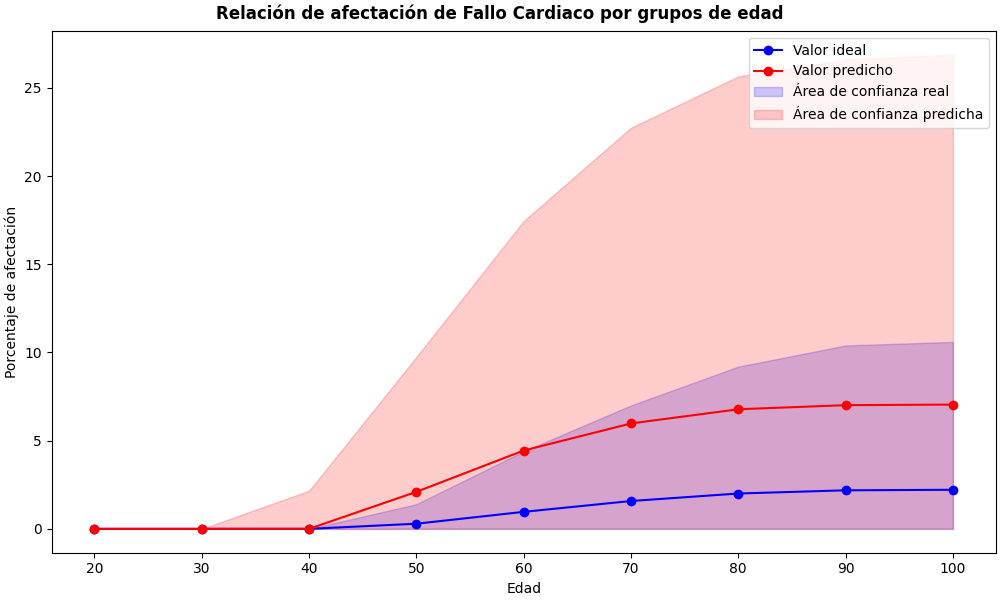 Relación de afectación de Fallo Cardiaco por grupos de edad
Valor ideal
Valor predicho
Área de confianza real
Área de confianza predicha
Porcentaje de afectación
25
20
15
10
5
0
20 30 40 50 60 70 80 90 100
Edad